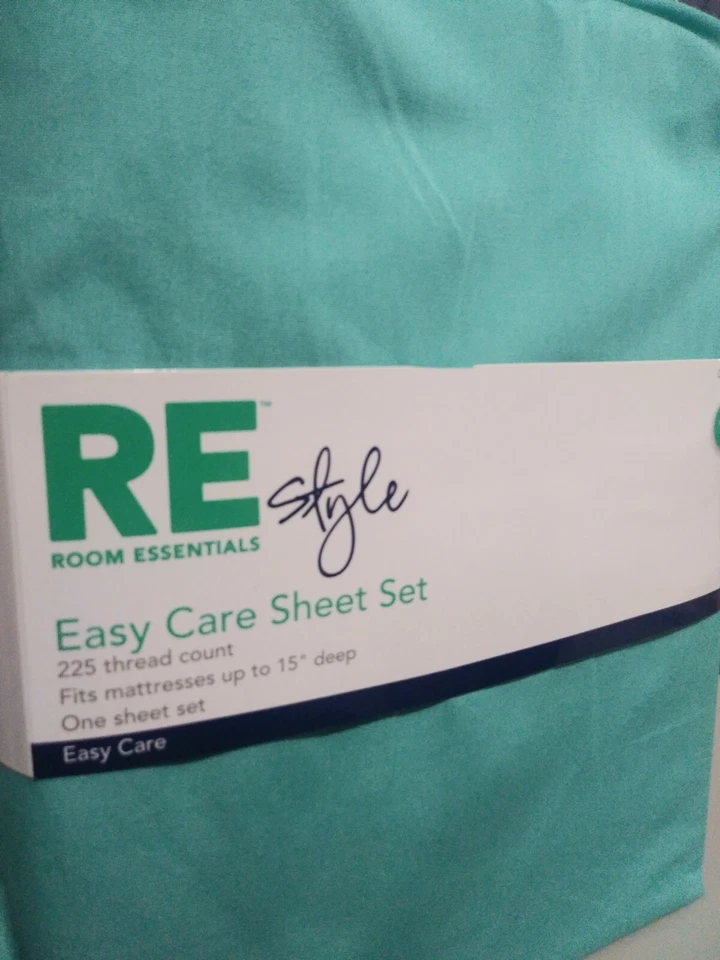 RE™
style
ROOM ESSENTIALS
Easy Care Sheet Set
225 thread count
Fits mattresses up to 15" deep
One sheet set
Easy Care